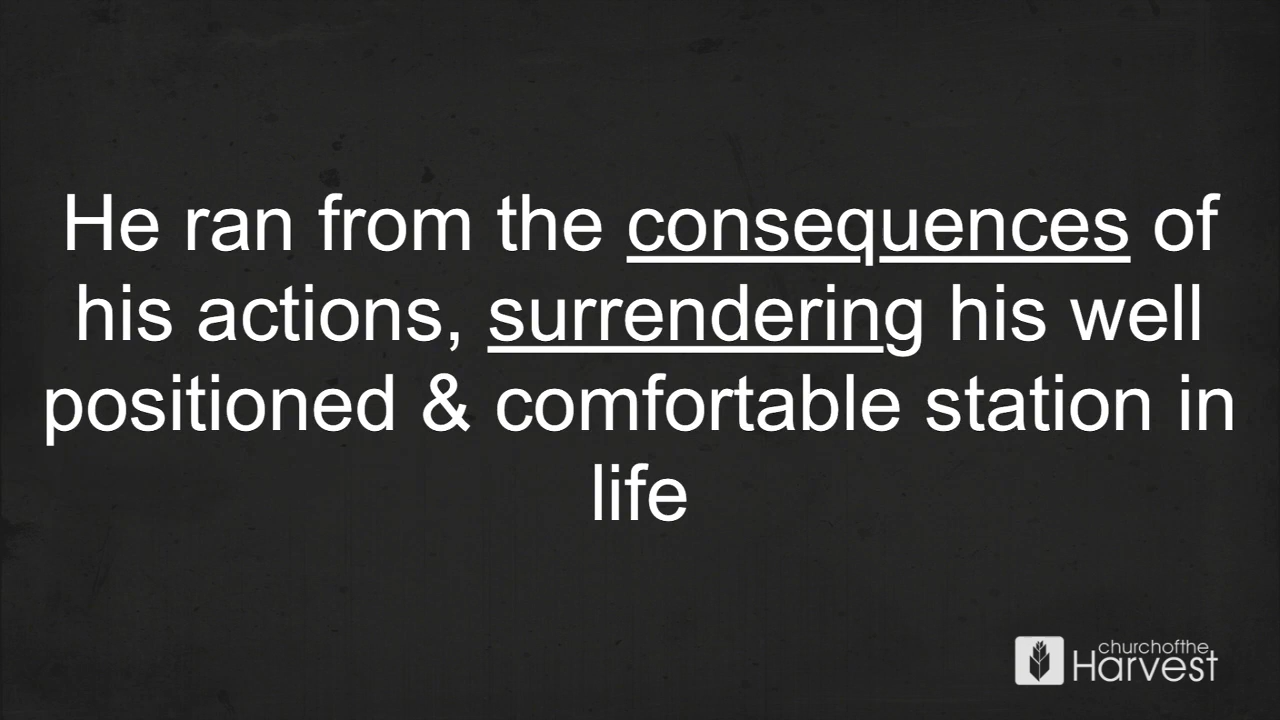 He ran from the consequences of
his actions, surrendering his well
positioned & comfortable station in
life
churchofthe
Harvest